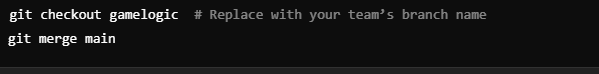 git checkout gamelogic  # Replace with your team’s branch name
git merge main